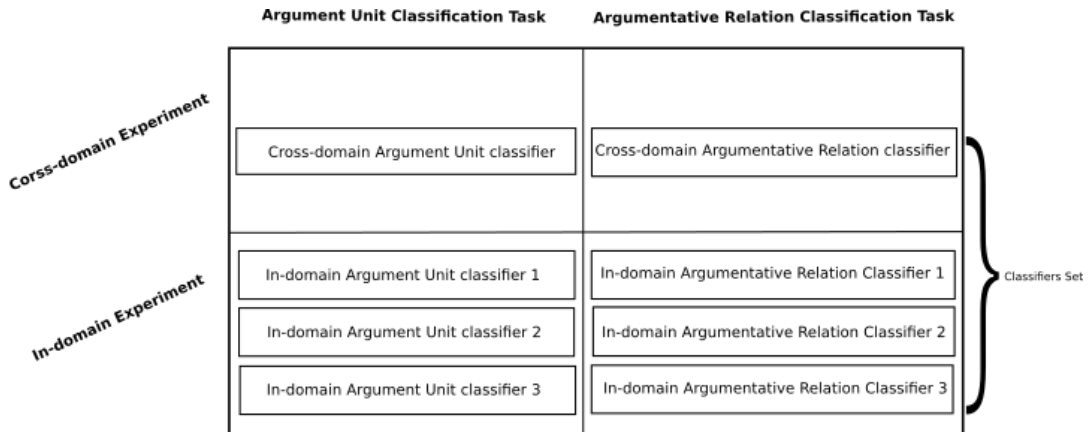 Argument Unit Classification Task
Argumentative Relation Classification Task
Corss-domain Experiment
Cross-domain Argument Unit classifier
Cross-domain Argumentative Relation classifier
In-domain Experiment
In-domain Argument Unit classifier 1
In-domain Argumentative Relation Classifier 1
Classifiers Set
In-domain Argument Unit classifier 2
In-domain Argumentative Relation Classifier 2
In-domain Argument Unit classifier 3
In-domain Argumentative Relation Classifier 3